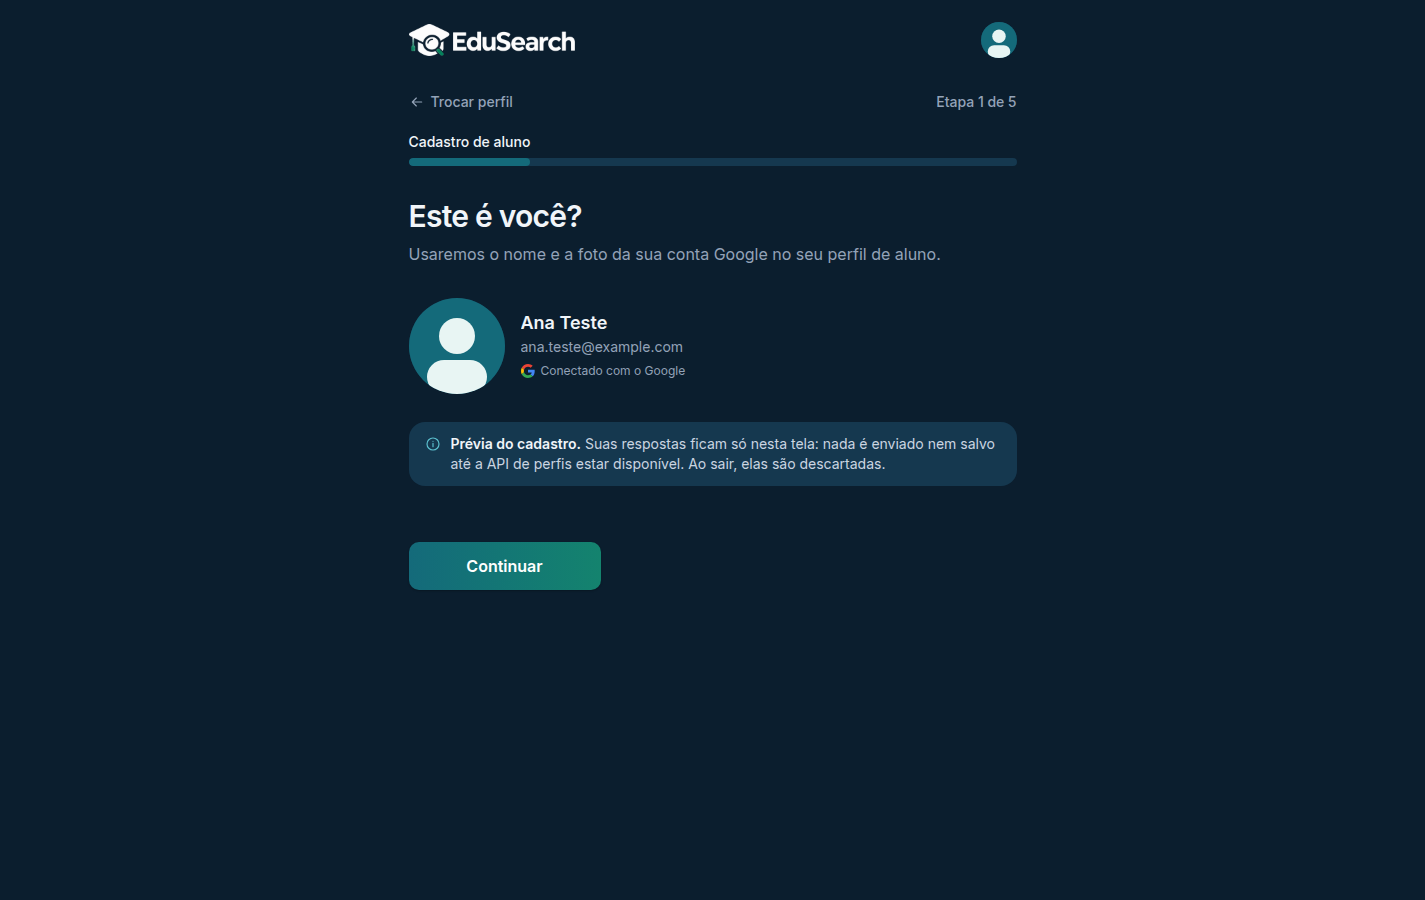 EduSearch
Trocar perfil
Etapa 1 de 5
Cadastro de aluno
Este é você?
Usaremos o nome e a foto da sua conta Google no seu perfil de aluno.
Ana Teste
ana.teste@example.com
Conectado com o Google
Prévia do cadastro. Suas respostas ficam só nesta tela: nada é enviado nem salvo
até a API de perfis estar disponível. Ao sair, elas são descartadas.
Continuar